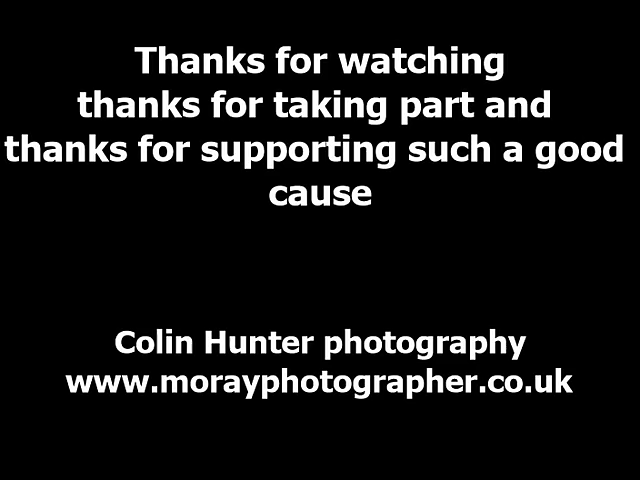 Thanks for watching
thanks for taking part and
thanks for supporting such a good
cause
Colin Hunter photography
www.morayphotographer.co.uk